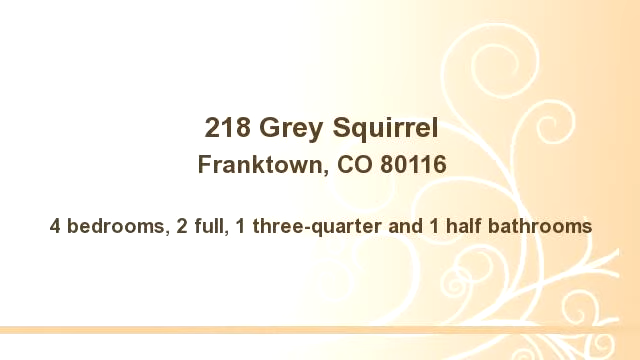 218 Grey Squirrel
Franktown, CO 80116
4 bedrooms, 2 full, 1 three-quarter and 1 half bathrooms